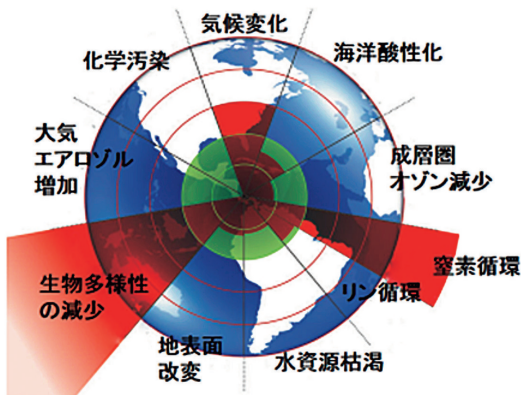 気候変化
海洋酸性化
成層圏
オゾン減少
窒素循環
リン循環
水資源枯渇
地表面
改変
生物多様性
の減少
大気
エアロゾル
増加
化学汚染